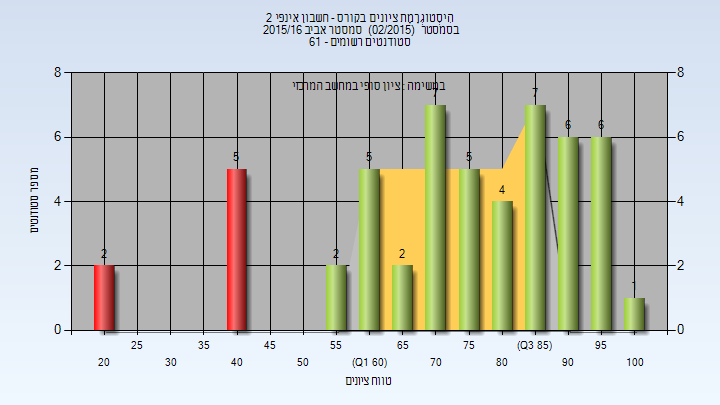 היסטוגרמת ציונים בקורס - חשבון אינפי 2
בסמסטר (02/2015) סמסטר אביב 2015/16
סטודנטים רשומים - 61
במשימה : ציון סופי במחשב המרכזי
8 8
6 6
4 4
2 2
0 0
2 5 2 5 2 7 5 4 7 6 6 1
מספר סטודנטים
25 35 45 55 65 75 (Q3 85) 95
20 30 40 50 (Q1 60) 70 80 90 100
טווח ציונים